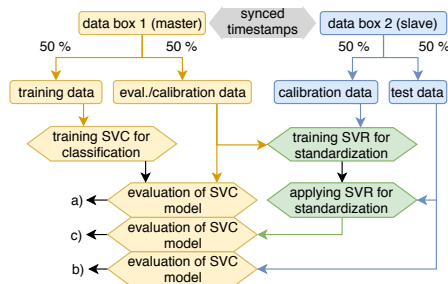 data box 1 (master)
synced
timestamps
data box 2 (slave)
50 %
50 %
50 %
50 %
training data
eval./calibration data
calibration data
test data
training SVC for
classification
training SVR for
standardization
a)
evaluation of SVC
model
applying SVR for
standardization
c)
evaluation of SVC
model
b)
evaluation of SVC
model